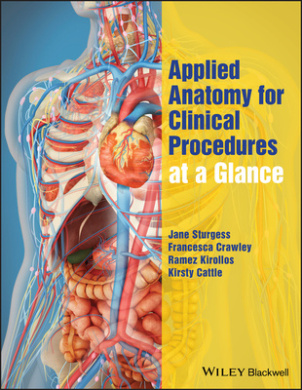 Applied
Anatomy for
Clinical
Procedures
at a Glance
Jane Sturgess
Francesca Crawley
Ramez Kirollos
Kirsty Cattle
WILEY Blackwell